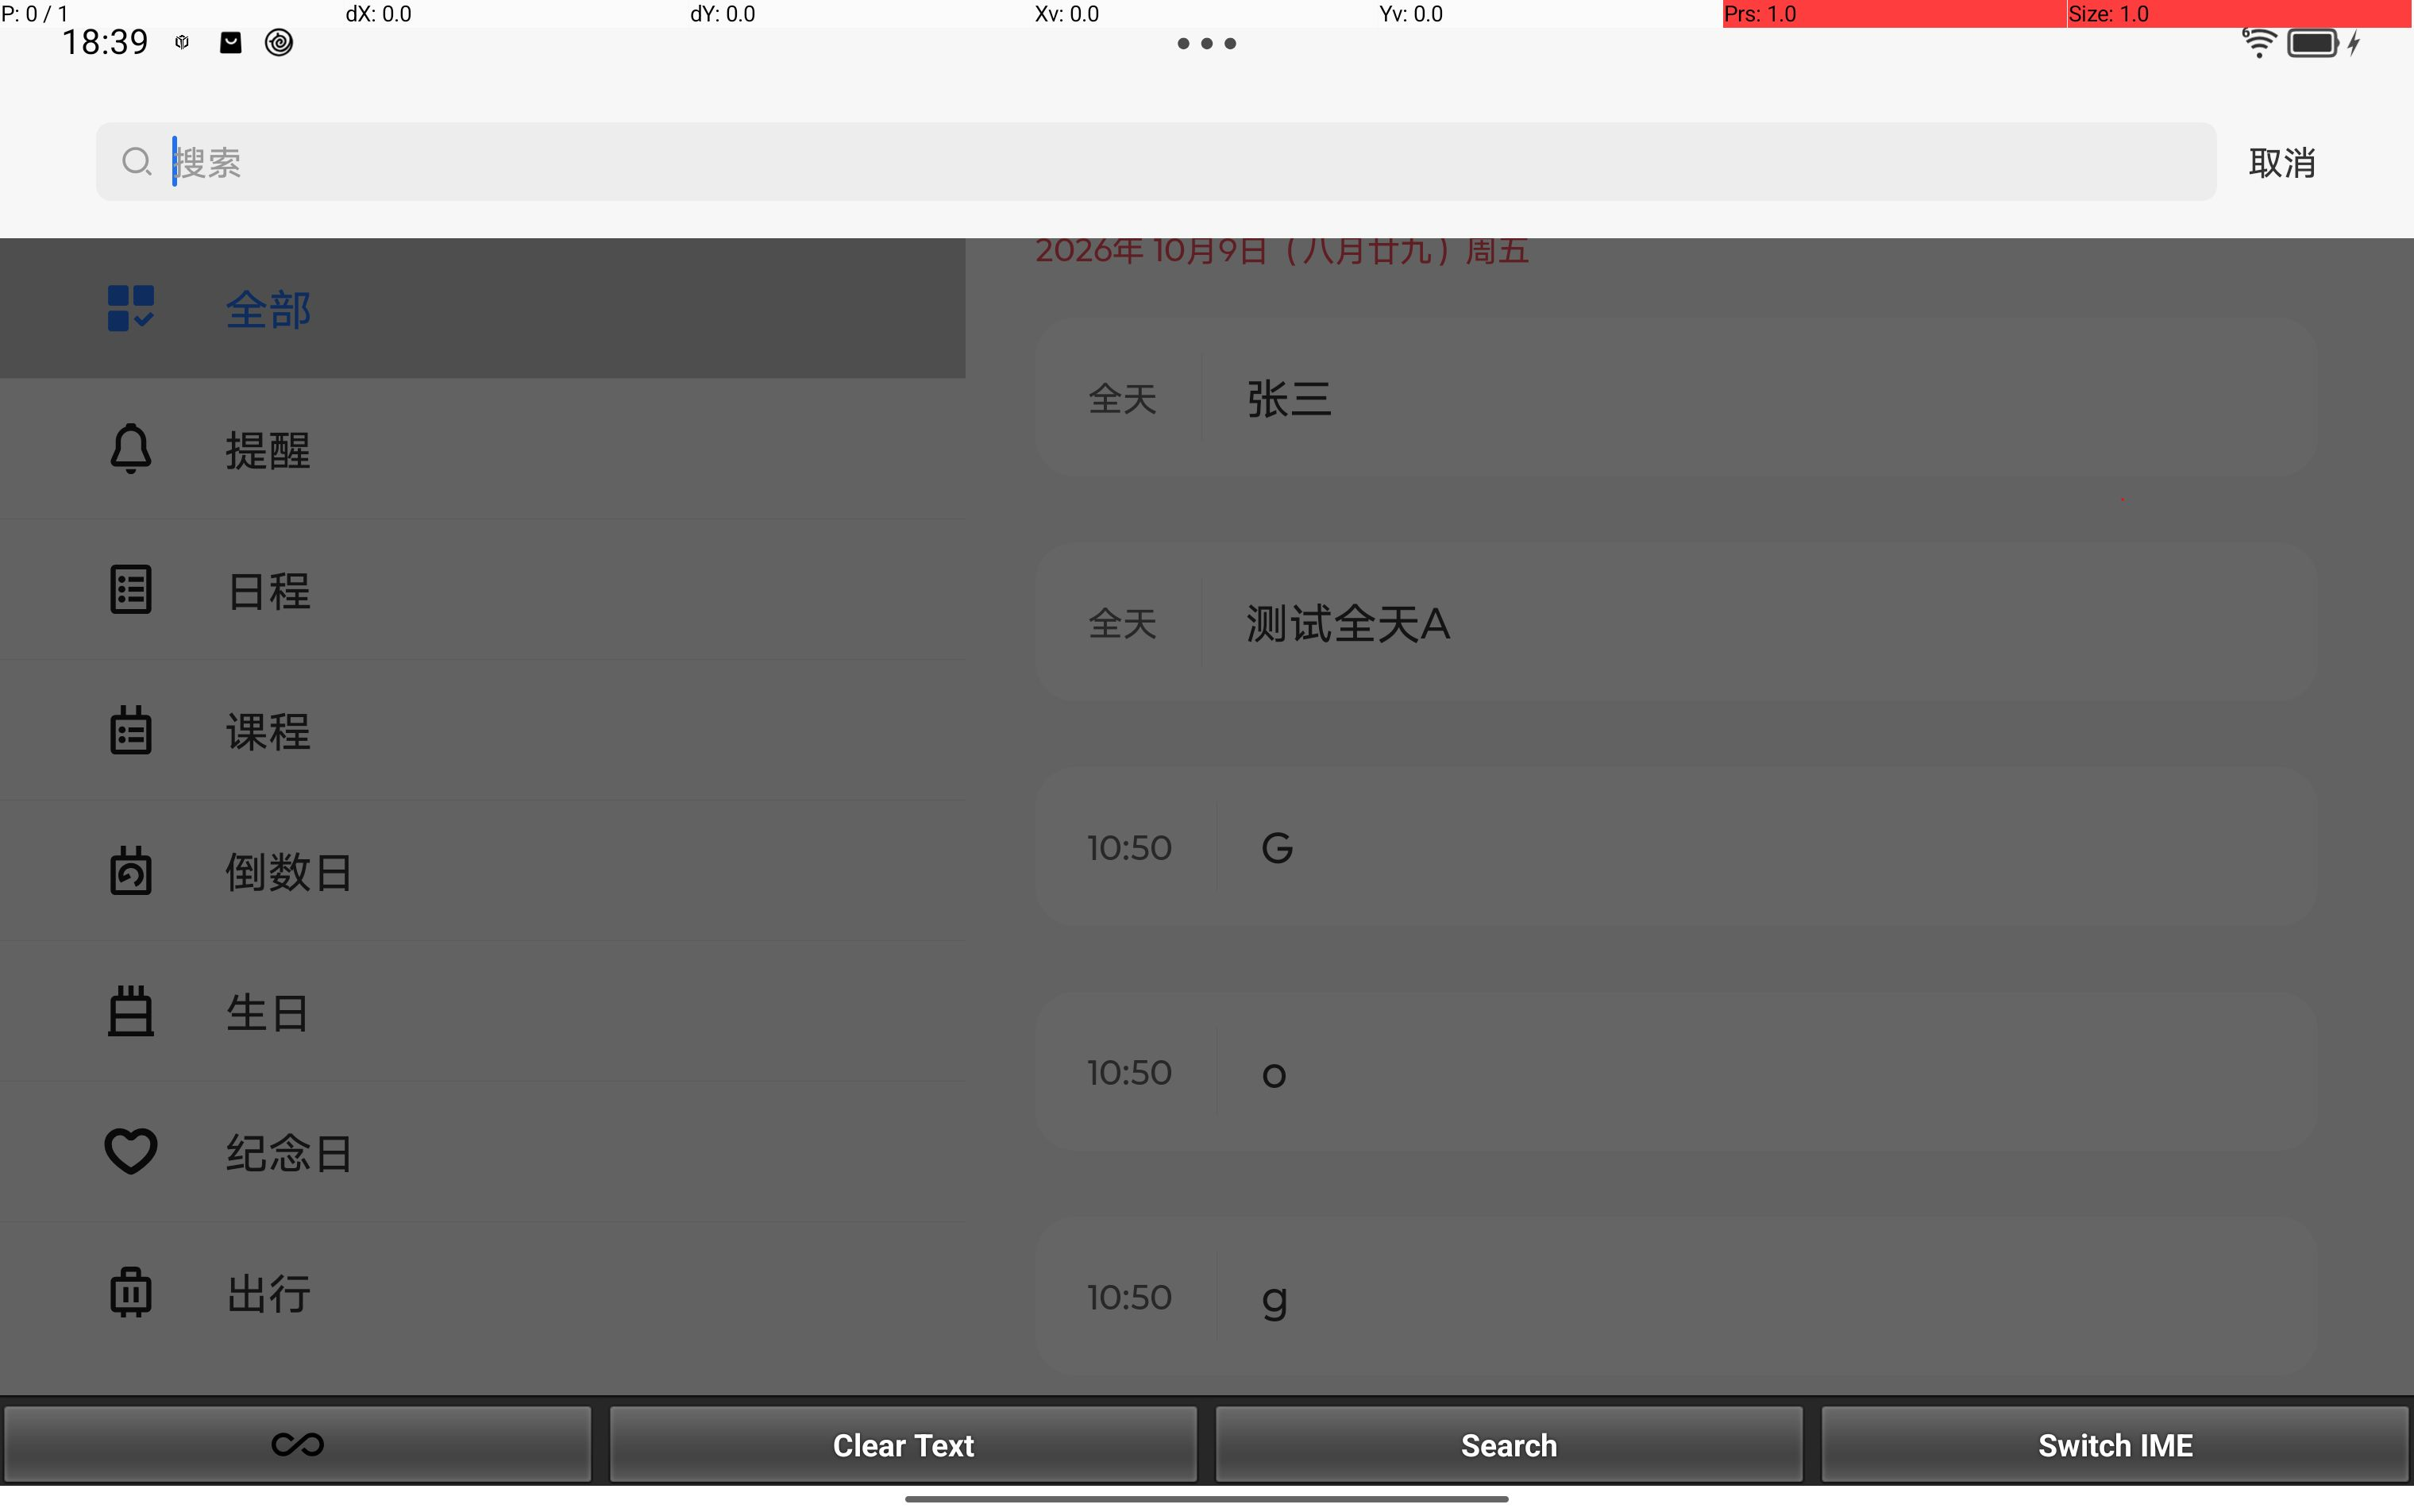 P: 0 / 1 dX: 0.0 dY: 0.0 Xv: 0.0 Yv: 0.0 Prs: 1.0 Size: 1.0
18:39
6
搜索
取消
全部
提醒
日程
课程
倒数日
生日
纪念日
出行
2026年10月9日（八月廿九）周五
全天 张三
全天 测试全天A
10:50 G
10:50 o
10:50 g
Clear Text
Search
Switch IME